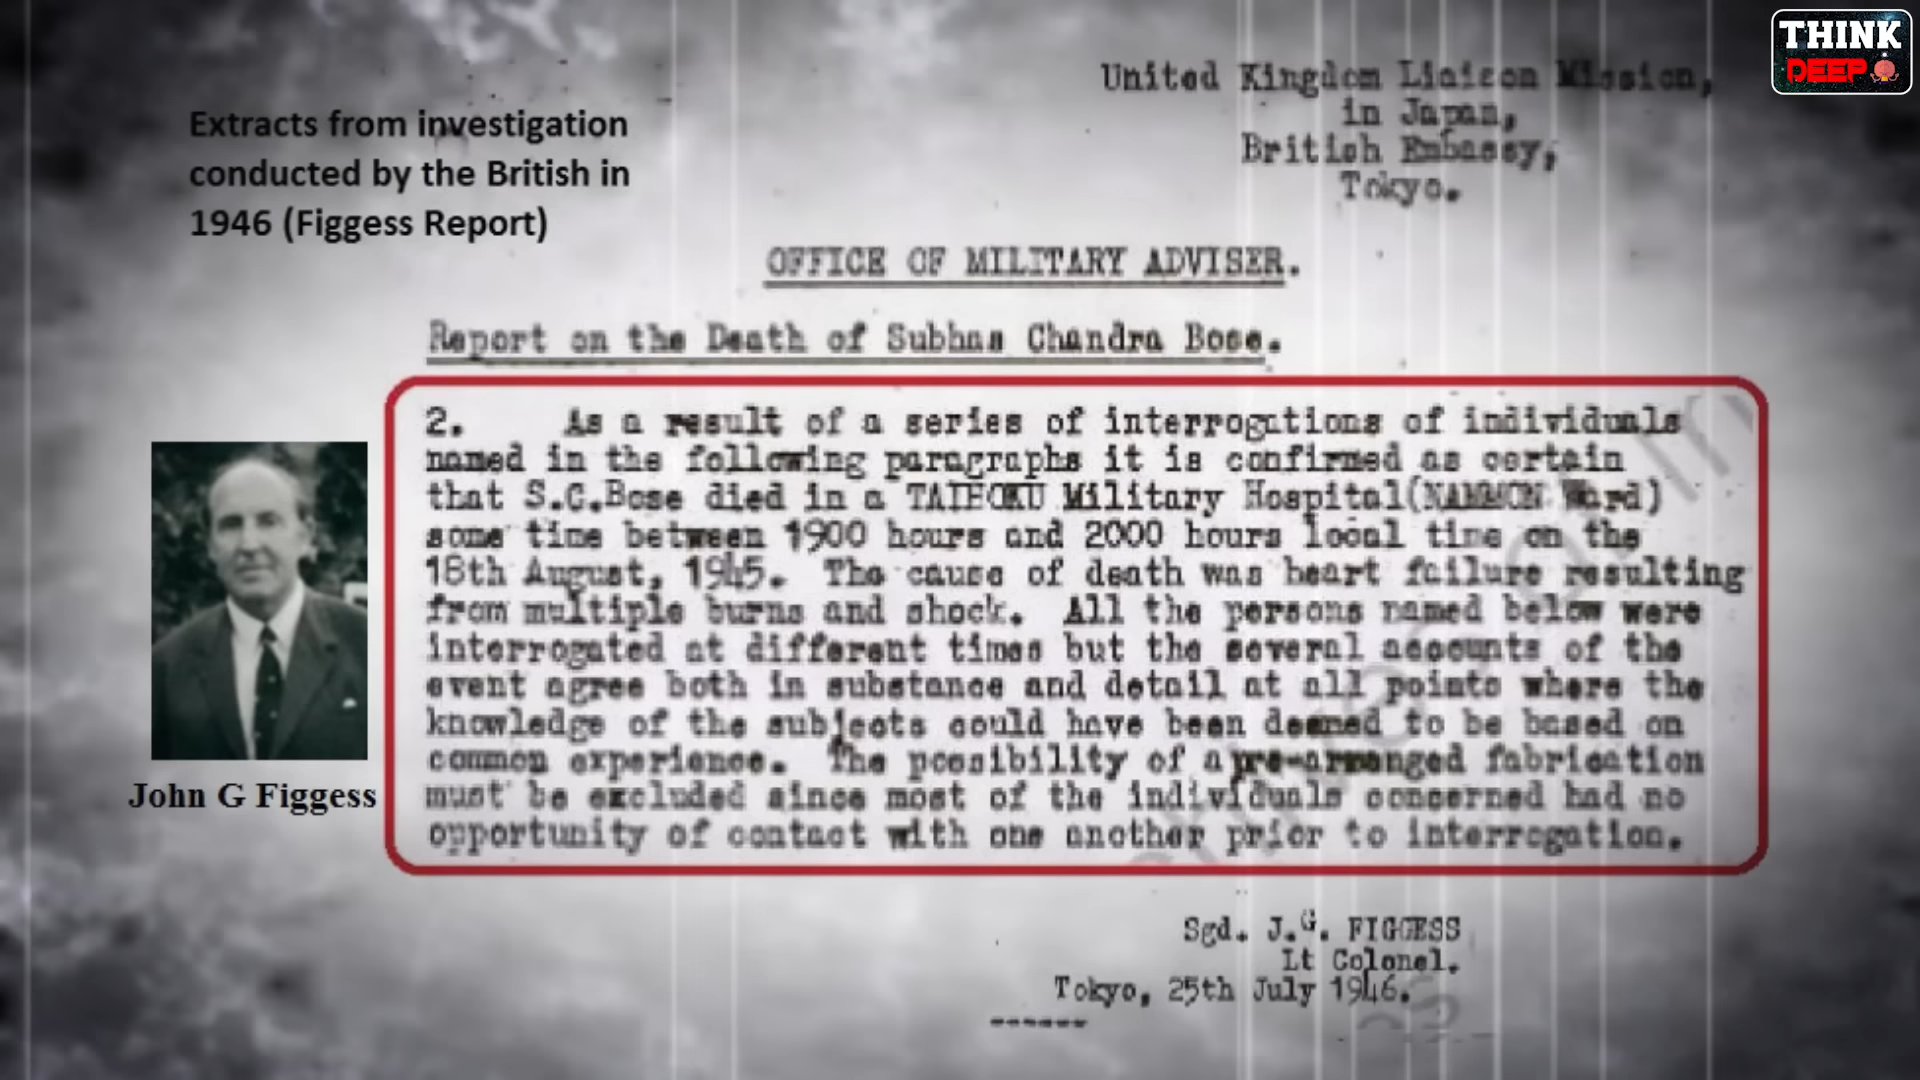 THINK
DEEP
United Kingdom Liaison Mission,
in Japan,
British Embassy,
Tokyo.
Extracts from investigation
conducted by the British in
1946 (Figgess Report)
OFFICE OF MILITARY ADVISER.
Report on the Death of Subhas Chandra Bose.
2. As a result of a series of interrogations of individuals
named in the following paragraphs it is confirmed as certain
that S.C.Bose died in a TAIHOKU Military Hospital(NAMMON Ward)
some time between 1900 hours and 2000 hours local time on the
18th August, 1945. The cause of death was heart failure resulting
from multiple burns and shock. All the persons named below were
interrogated at different times but the several accounts of the
event agree both in substance and detail at all points where the
knowledge of the subjects could have been deemed to be based on
common experience. The possibility of a pre-arranged fabrication
must be excluded since most of the individuals concerned had no
opportunity of contact with one another prior to interrogation.
John G Figgess
Sgd. J.G. FIGGESS
Lt Colonel.
Tokyo, 25th July 1946.
------